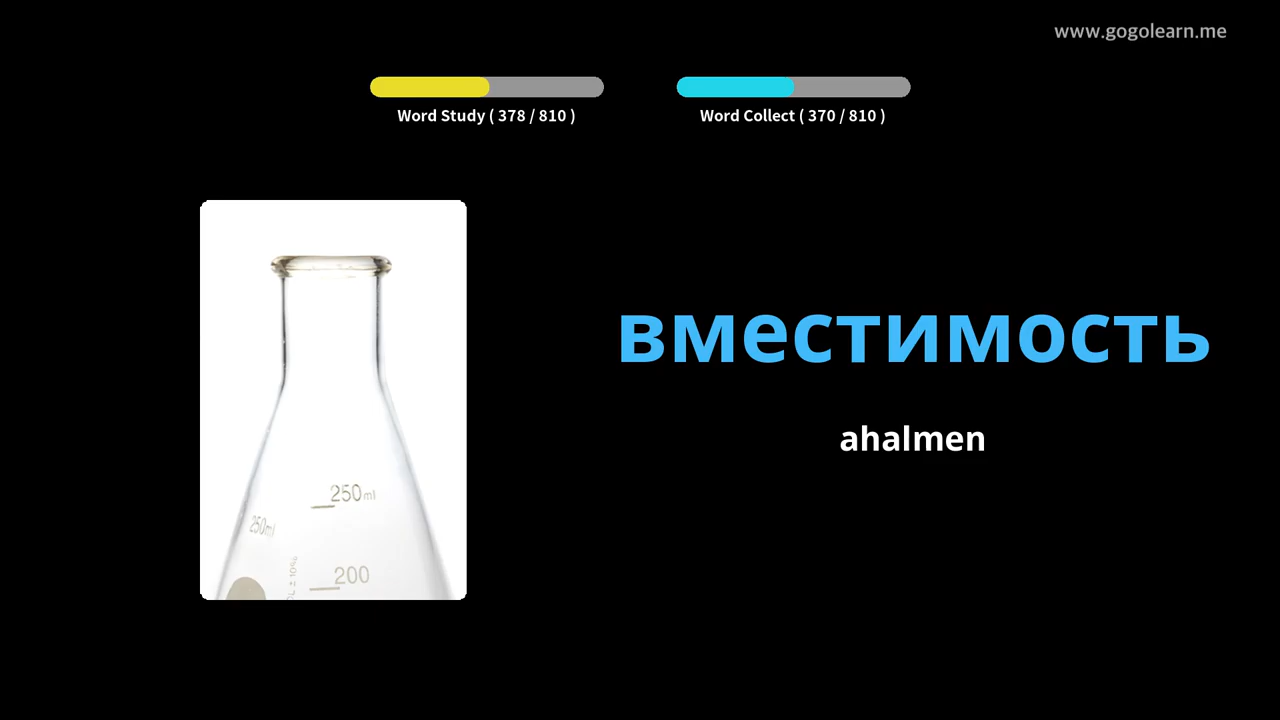 www.gogolearn.me
Word Study ( 378 / 810 )
Word Collect ( 370 / 810 )
вместимость
ahalmen
250ml
250ml
200